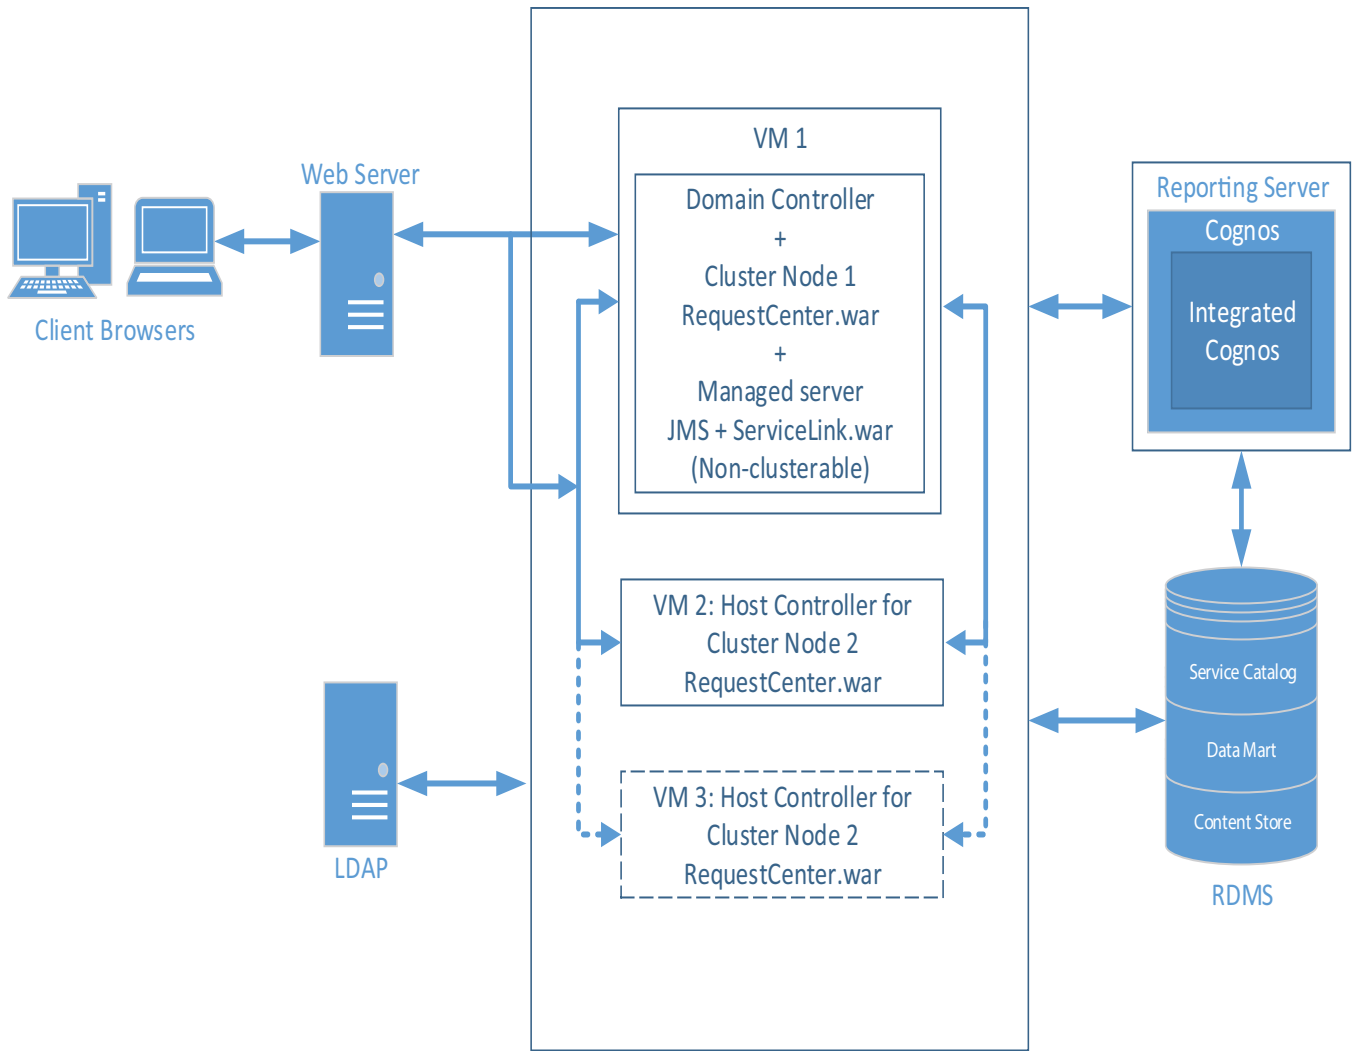 Client Browsers
Web Server
LDAP
VM 1
Domain Controller
+
Cluster Node 1
RequestCenter.war
+
Managed server
JMS + ServiceLink.war
(Non-clusterable)
VM 2: Host Controller for
Cluster Node 2
RequestCenter.war
VM 3: Host Controller for
Cluster Node 2
RequestCenter.war
Reporting Server
Cognos
Integrated
Cognos
Service Catalog
Data Mart
Content Store
RDMS